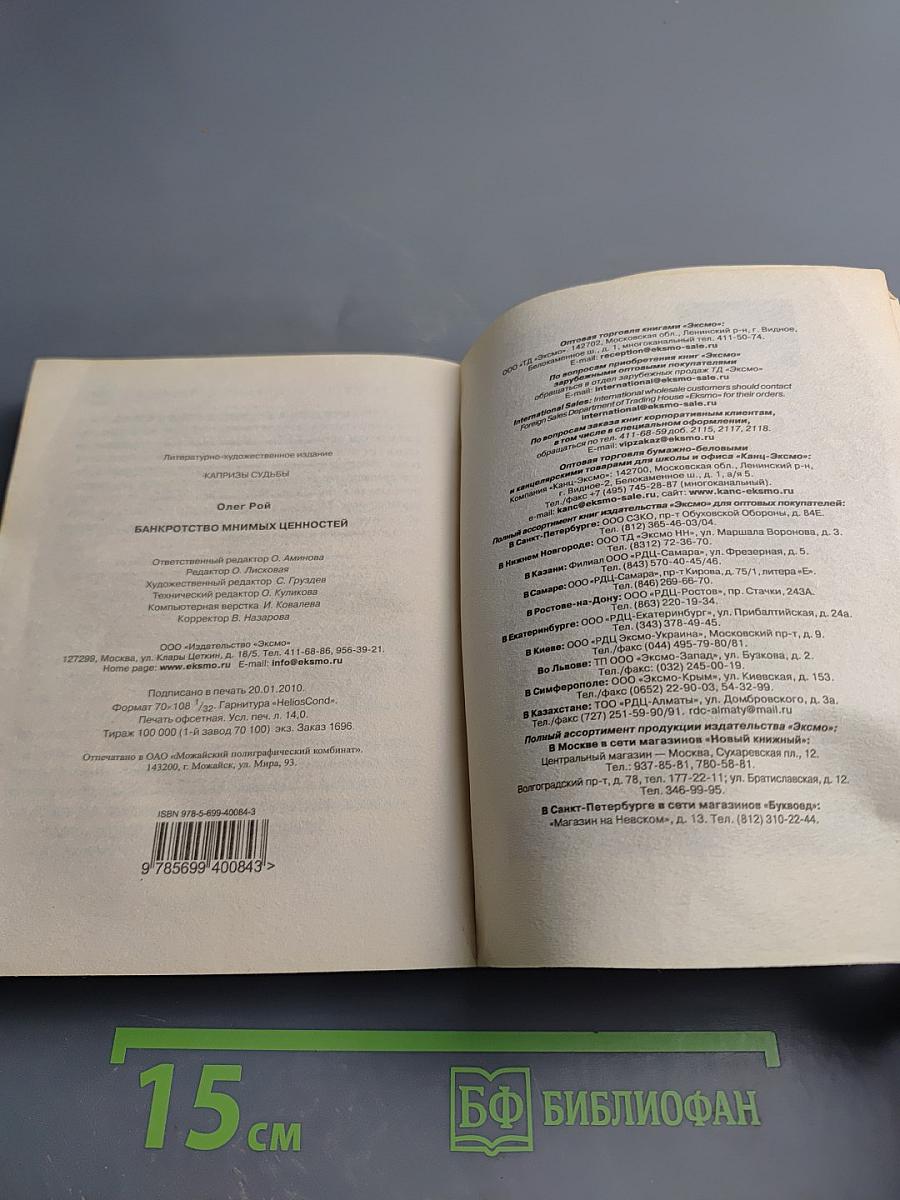 Литературно-художественное издание
КАПРИЗЫ СУДЬБЫ
Олег Рой
БАНКРОТСТВО МНИМЫХ ЦЕННОСТЕЙ
Ответственный редактор О. Аминова
Редактор О. Лисковая
Художественный редактор С. Груздев
Технический редактор О. Куликова
Компьютерная верстка И. Ковалева
Корректор В. Назарова
ООО «Издательство «Эксмо»
127299, Москва, ул. Клары Цеткин, д. 18/5. Тел. 411-68-86, 956-39-21.
Home page: www.eksmo.ru E-mail: info@eksmo.ru
Подписано в печать 20.01.2010.
Формат 70×108 1/32. Гарнитура «HeliosCond».
Печать офсетная. Усл. печ. л. 14,0.
Тираж 100 000 (1-й завод 70 100) экз. Заказ 1696.
Отпечатано в ОАО «Можайский полиграфический комбинат».
143200, г. Можайск, ул. Мира, 93.
ISBN 978-5-699-40084-3
9 785699 400843 >
Оптовая торговля книгами «Эксмо»:
ООО «ТД «Эксмо». 142702, Московская обл., Ленинский р-н, г. Видное,
Белокаменное ш., д. 1, многоканальный тел. 411-50-74.
E-mail: reception@eksmo-sale.ru
По вопросам приобретения книг «Эксмо»
зарубежными оптовыми покупателями
обращаться в отдел зарубежных продаж ТД «Эксмо»
E-mail: international@eksmo-sale.ru
International Sales: International wholesale customers should contact
Foreign Sales Department of Trading House «Eksmo» for their orders.
international@eksmo-sale.ru
По вопросам заказа книг корпоративным клиентам,
в том числе в специальном оформлении,
обращаться по тел. 411-68-59 доб. 2115, 2117, 2118.
E-mail: vipzakaz@eksmo.ru
Оптовая торговля бумажно-беловыми
и канцелярскими товарами для школы и офиса «Канц-Эксмо»:
Компания «Канц-Эксмо»: 142700, Московская обл., Ленинский р-н,
г. Видное-2, Белокаменное ш., д. 1, а/я 5.
Тел./факс +7 (495) 745-28-87 (многоканальный).
e-mail: kanc@eksmo-sale.ru, сайт: www.kanc-eksmo.ru
Полный ассортимент книг издательства «Эксмо» для оптовых покупателей:
В Санкт-Петербурге: ООО СЗКО, пр-т Обуховской Обороны, д. 84Е.
Тел. (812) 365-46-03/04.
В Нижнем Новгороде: ООО ТД «Эксмо НН», ул. Маршала Воронова, д. 3.
Тел. (8312) 72-36-70.
В Казани: Филиал ООО «РДЦ-Самара», ул. Фрезерная, д. 5.
Тел. (843) 570-40-45/46.
В Самаре: ООО «РДЦ-Самара», пр-т Кирова, д. 75/1, литера «Е».
Тел. (846) 269-66-70.
В Ростове-на-Дону: ООО «РДЦ-Ростов», пр. Стачки, 243А.
Тел. (863) 220-19-34.
В Екатеринбурге: ООО «РДЦ-Екатеринбург», ул. Прибалтийская, д. 24а.
Тел. (343) 378-49-45.
В Киеве: ООО «РДЦ Эксмо-Украина», Московский пр-т, д. 9.
Тел./факс (044) 495-79-80/81.
Во Львове: ТП ООО «Эксмо-Запад», ул. Бузкова, д. 2.
Тел./факс: (032) 245-00-19.
В Симферополе: ООО «Эксмо-Крым», ул. Киевская, д. 153.
Тел./факс (0652) 22-90-03, 54-32-99.
В Казахстане: ТОО «РДЦ-Алматы», ул. Домбровского, д. 3а.
Тел./факс (727) 251-59-90/91. rdc-almaty@mail.ru
Полный ассортимент продукции издательства «Эксмо»:
В Москве в сети магазинов «Новый книжный»:
Центральный магазин — Москва, Сухаревская пл., 12.
Тел.: 937-85-81, 780-58-81.
Волгоградский пр-т, д. 78, тел. 177-22-11; ул. Братиславская, д. 12.
Тел. 346-99-95.
В Санкт-Петербурге в сети магазинов «Буквоед»:
«Магазин на Невском», д. 13. Тел. (812) 310-22-44.
15 см
БФ БИБЛИОФАН